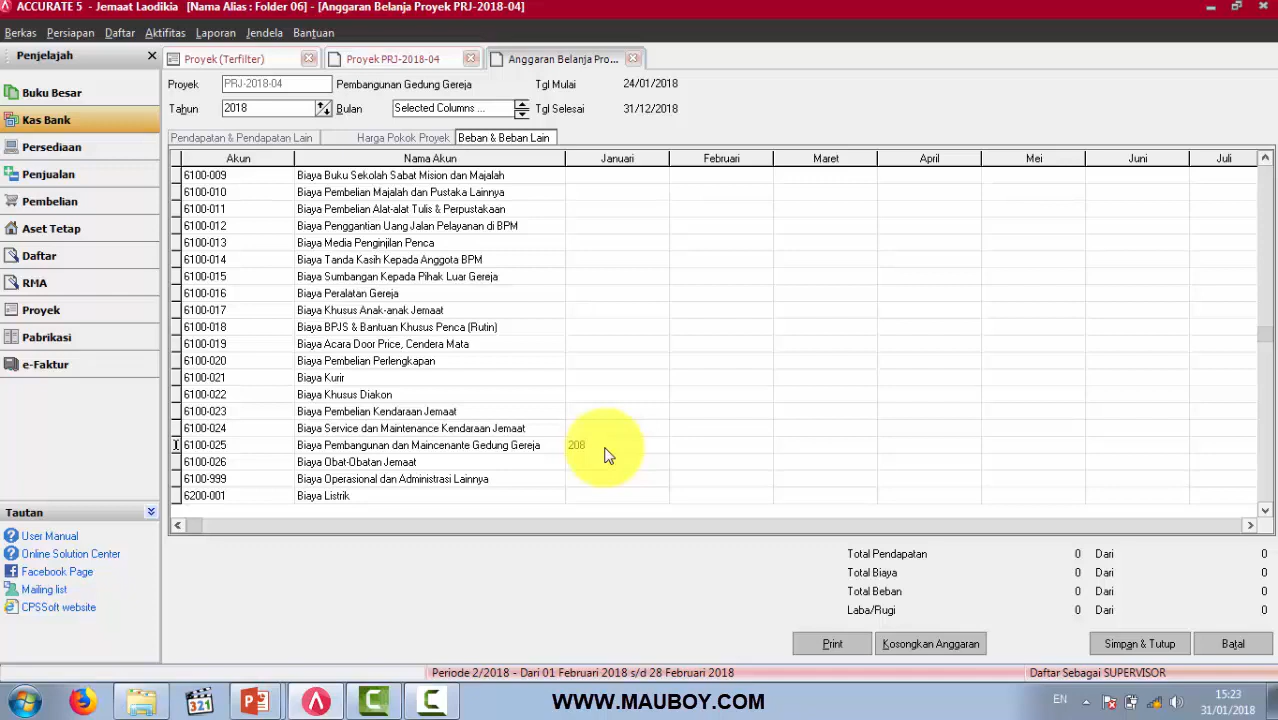 ACCURATE 5 - Jemaat Laodikia [Nama Alias : Folder 06] - [Anggaran Belanja Proyek PRJ-2018-04]
Berkas Persiapan Daftar Aktifitas Laporan Jendela Bantuan
Penjelajah
Proyek (Terfilter) Proyek PRJ-2018-04 Anggaran Belanja Pro...
Proyek PRJ-2018-04 Pembangunan Gedung Gereja Tgl Mulai 24/01/2018
Tahun 2018 Bulan Selected Columns ... Tgl Selesai 31/12/2018
Pendapatan & Pendapatan Lain Harga Pokok Proyek Beban & Beban Lain
Akun Nama Akun Januari Februari Maret April Mei Juni Juli
6100-009 Biaya Buku Sekolah Sabat Mision dan Majalah
6100-010 Biaya Pembelian Majalah dan Pustaka Lainnya
6100-011 Biaya Pembelian Alat-alat Tulis & Perpustakaan
6100-012 Biaya Penggantian Uang Jalan Pelayanan di BPM
6100-013 Biaya Media Penginjilan Penca
6100-014 Biaya Tanda Kasih Kepada Anggota BPM
6100-015 Biaya Sumbangan Kepada Pihak Luar Gereja
6100-016 Biaya Peralatan Gereja
6100-017 Biaya Khusus Anak-anak Jemaat
6100-018 Biaya BPJS & Bantuan Khusus Penca (Rutin)
6100-019 Biaya Acara Door Price, Cendera Mata
6100-020 Biaya Pembelian Perlengkapan
6100-021 Biaya Kurir
6100-022 Biaya Khusus Diakon
6100-023 Biaya Pembelian Kendaraan Jemaat
6100-024 Biaya Service dan Maintenance Kendaraan Jemaat
6100-025 Biaya Pembangunan dan Maincenante Gedung Gereja 208
6100-026 Biaya Obat-Obatan Jemaat
6100-999 Biaya Operasional dan Administrasi Lainnya
6200-001 Biaya Listrik
Buku Besar
Kas Bank
Persediaan
Penjualan
Pembelian
Aset Tetap
Daftar
RMA
Proyek
Pabrikasi
e-Faktur
Tautan
User Manual
Online Solution Center
Facebook Page
Mailing list
CPSSoft website
Total Pendapatan 0 Dari 0
Total Biaya 0 Dari 0
Total Beban 0 Dari 0
Laba/Rugi 0 Dari 0
Print Kosongkan Anggaran Simpan & Tutup Batal
Periode 2/2018 - Dari 01 Februari 2018 s/d 28 Februari 2018 Daftar Sebagai SUPERVISOR
321 WWW.MAUBOY.COM EN 15:23
31/01/2018